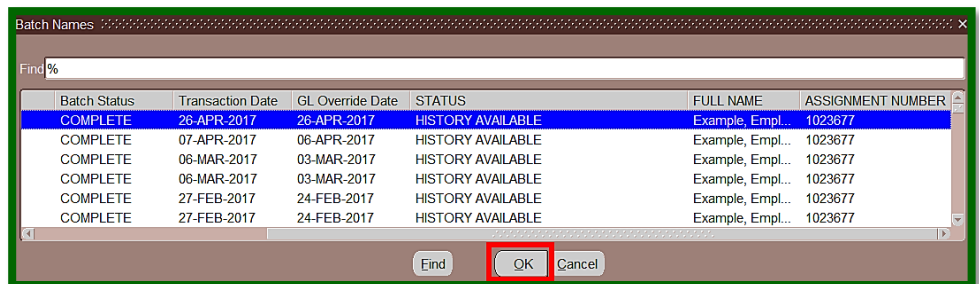 Batch Names
Find %
Batch Status Transaction Date GL Override Date STATUS FULL NAME ASSIGNMENT NUMBER
COMPLETE 26-APR-2017 26-APR-2017 HISTORY AVAILABLE Example, Empl... 1023677
COMPLETE 07-APR-2017 06-APR-2017 HISTORY AVAILABLE Example, Empl... 1023677
COMPLETE 06-MAR-2017 03-MAR-2017 HISTORY AVAILABLE Example, Empl... 1023677
COMPLETE 06-MAR-2017 03-MAR-2017 HISTORY AVAILABLE Example, Empl... 1023677
COMPLETE 27-FEB-2017 24-FEB-2017 HISTORY AVAILABLE Example, Empl... 1023677
COMPLETE 27-FEB-2017 24-FEB-2017 HISTORY AVAILABLE Example, Empl... 1023677
Find OK Cancel